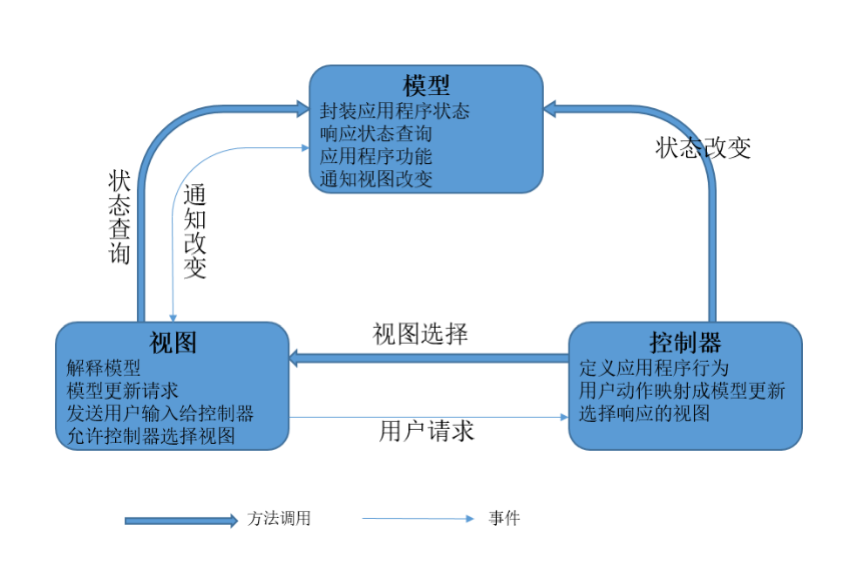 模型
封装应用程序状态
响应状态查询
应用程序功能
通知视图改变
状态改变
状态查询
通知改变
视图
解释模型
模型更新请求
发送用户输入给控制器
允许控制器选择视图
视图选择
用户请求
控制器
定义应用程序行为
用户动作映射成模型更新
选择响应的视图
方法调用
事件